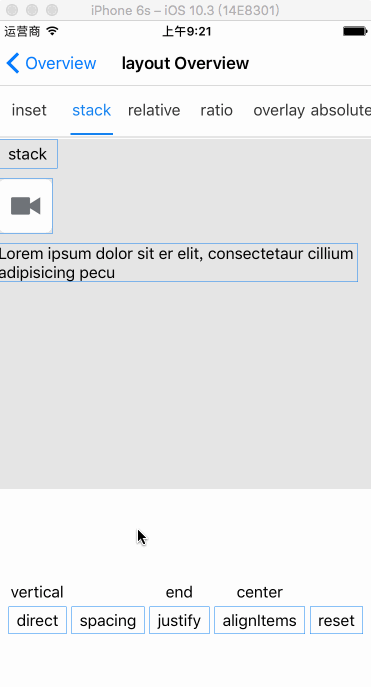 iPhone 6s – iOS 10.3 (14E8301)
运营商 上午9:21
Overview layout Overview
inset stack relative ratio overlay absolute
stack
Lorem ipsum dolor sit er elit, consectetaur cillium
adipisicing pecu
vertical end center
direct spacing justify alignItems reset